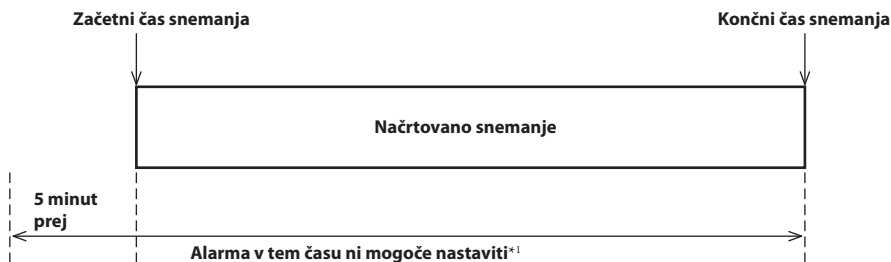 Začetni čas snemanja
Končni čas snemanja
Načrtovano snemanje
5 minut
prej
Alarma v tem času ni mogoče nastaviti*1